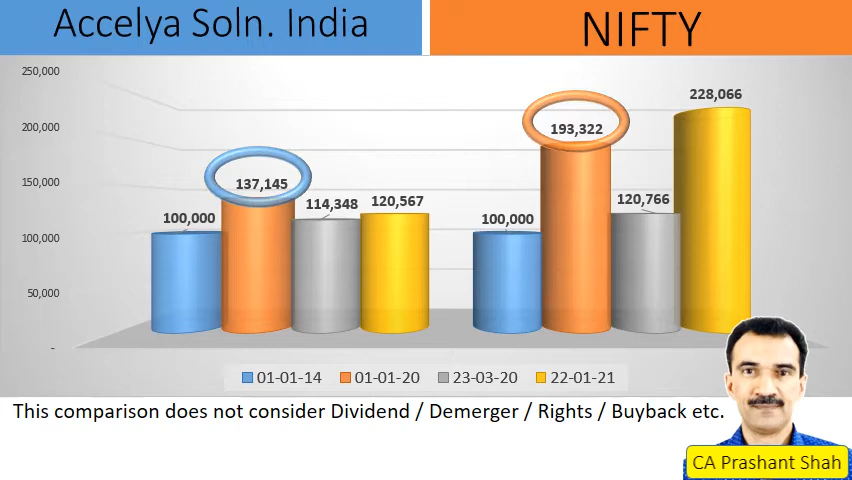 Accelya Soln. India
NIFTY
250,000
200,000
150,000
100,000
50,000
-
100,000
137,145
114,348
120,567
100,000
193,322
120,766
228,066
01-01-14 01-01-20 23-03-20 22-01-21
This comparison does not consider Dividend / Demerger / Rights / Buyback etc.
CA Prashant Shah